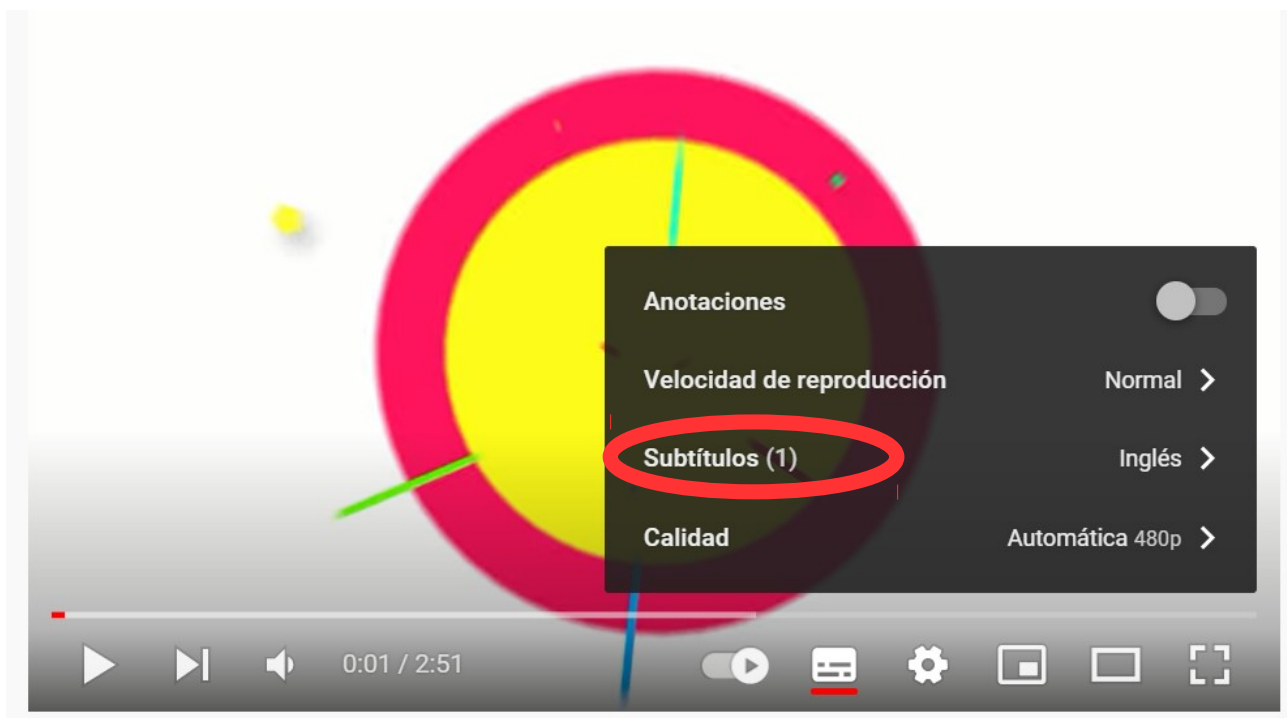 Anotaciones
Velocidad de reproducción Normal
Subtítulos (1) Inglés
Calidad Automática 480p
0:01 / 2:51